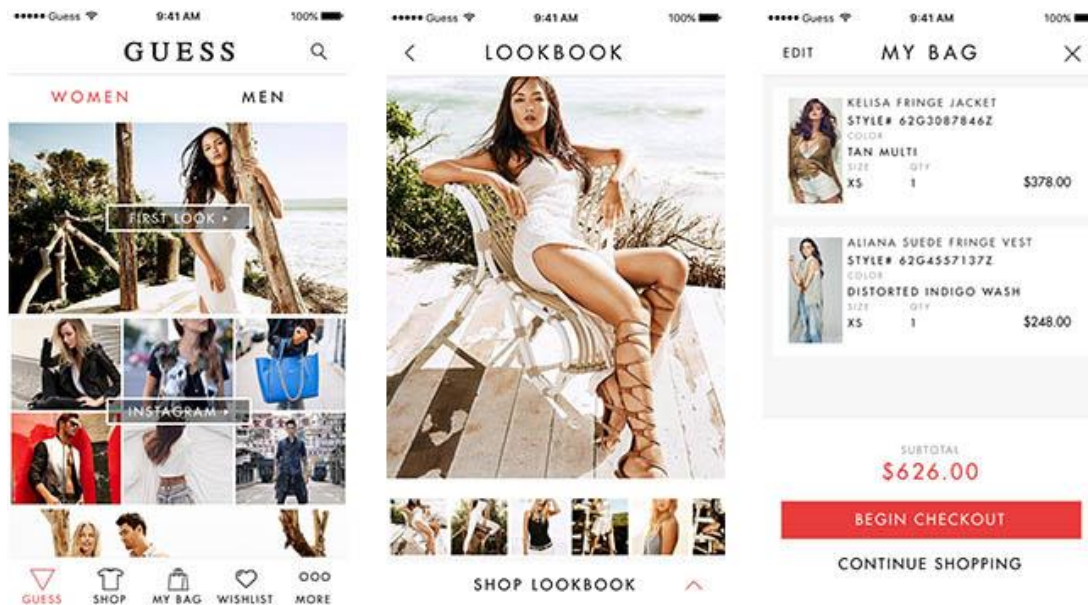 Guess 9:41 AM 100%
GUESS
WOMEN MEN
FIRST LOOK
INSTAGRAM
GUESS SHOP MY BAG WISHLIST MORE
Guess 9:41 AM 100%
LOOKBOOK
SHOP LOOKBOOK
Guess 9:41 AM 100%
EDIT MY BAG
KELISA FRINGE JACKET
STYLE# 62G3087846Z
COLOR
TAN MULTI
SIZE QTY
XS 1 $378.00
ALIANA SUEDE FRINGE VEST
STYLE# 62G4557137Z
COLOR
DISTORTED INDIGO WASH
SIZE QTY
XS 1 $248.00
SUBTOTAL
$626.00
BEGIN CHECKOUT
CONTINUE SHOPPING